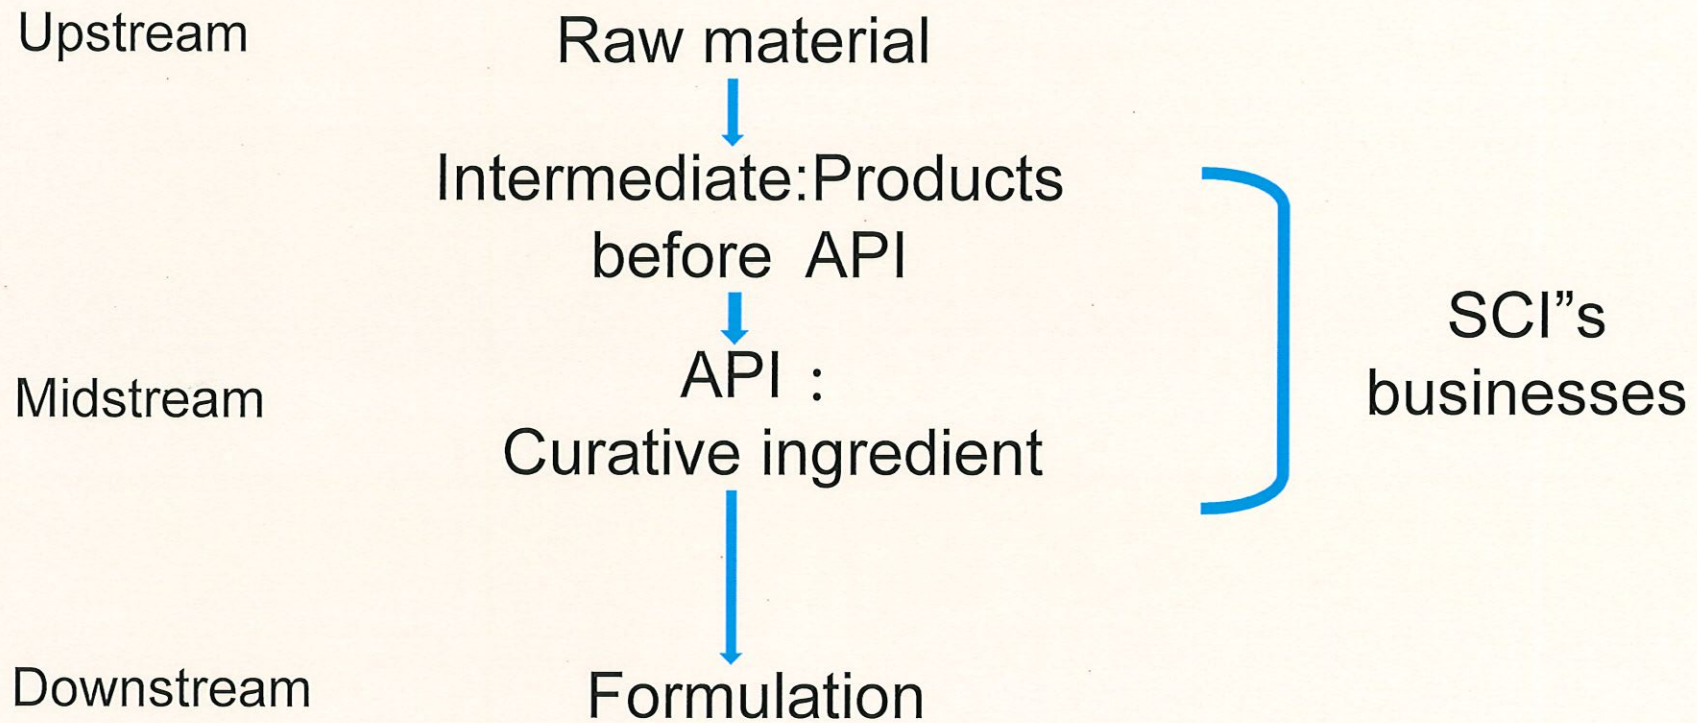 Upstream
Raw material
Intermediate:Products
before API
API :
Midstream
Curative ingredient
SCI”s
businesses
Downstream
Formulation